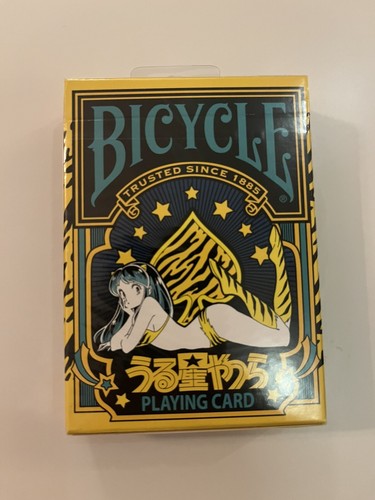 BICYCLE®
TRUSTED SINCE 1885
うる星やつら
PLAYING CARD